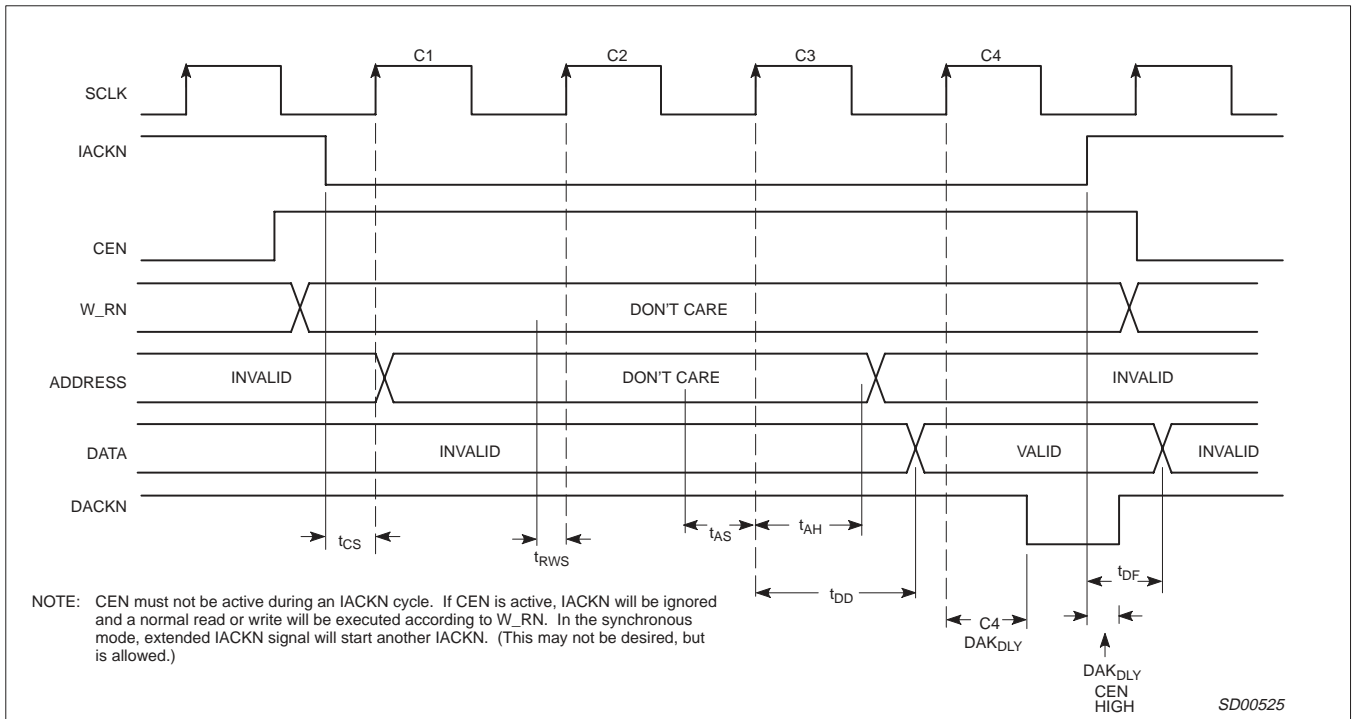 C1
C2
C3
C4
SCLK
IACKN
CEN
W_RN
DON'T CARE
ADDRESS
INVALID
DON'T CARE
INVALID
DATA
INVALID
VALID
INVALID
DACKN
tCS
tRWS
tAS
tAH
tDD
tDF
C4
DAKDLY
DAKDLY
CEN
HIGH
NOTE: CEN must not be active during an IACKN cycle. If CEN is active, IACKN will be ignored
and a normal read or write will be executed according to W_RN. In the synchronous
mode, extended IACKN signal will start another IACKN. (This may not be desired, but
is allowed.)
SD00525